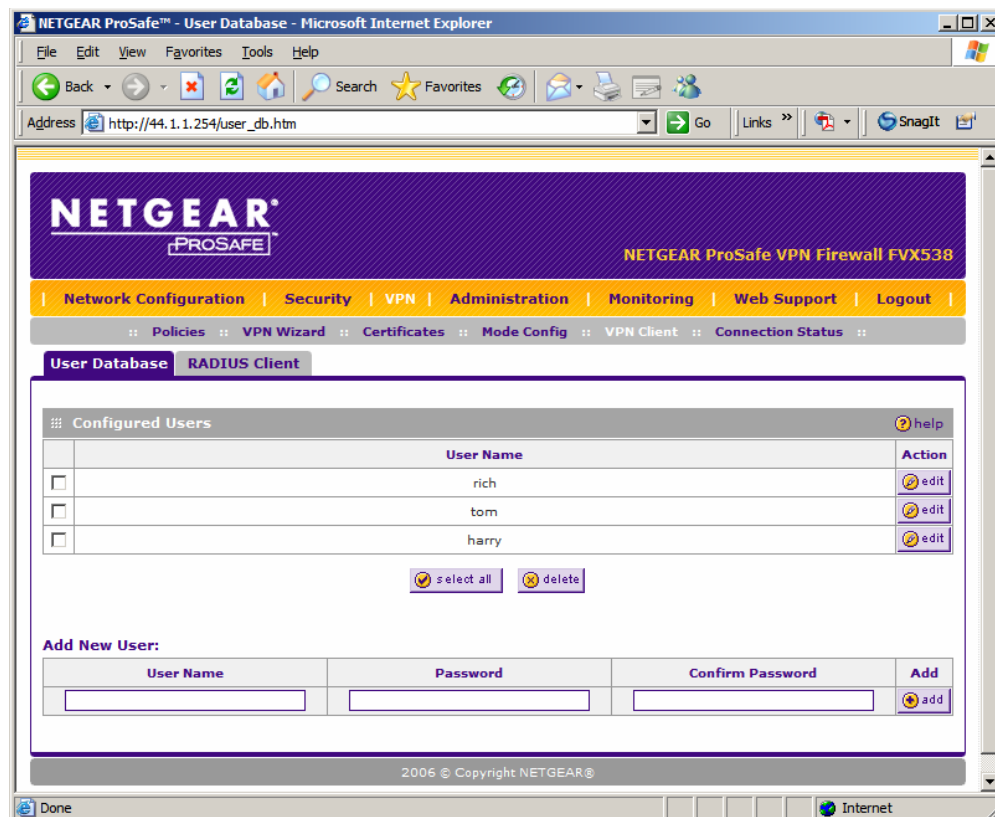 NETGEAR ProSafe™ - User Database - Microsoft Internet Explorer
File Edit View Favorites Tools Help
Back Search Favorites
Address http://44.1.1.254/user_db.htm Go Links » SnagIt
NETGEAR®
PROSAFE
NETGEAR ProSafe VPN Firewall FVX538
| Network Configuration | Security | VPN | Administration | Monitoring | Web Support | Logout |
:: Policies :: VPN Wizard :: Certificates :: Mode Config :: VPN Client :: Connection Status ::
User Database RADIUS Client
Configured Users ? help
User Name Action
rich edit
tom edit
harry edit
select all delete
Add New User:
User Name Password Confirm Password Add
add
2006 © Copyright NETGEAR®
Done Internet